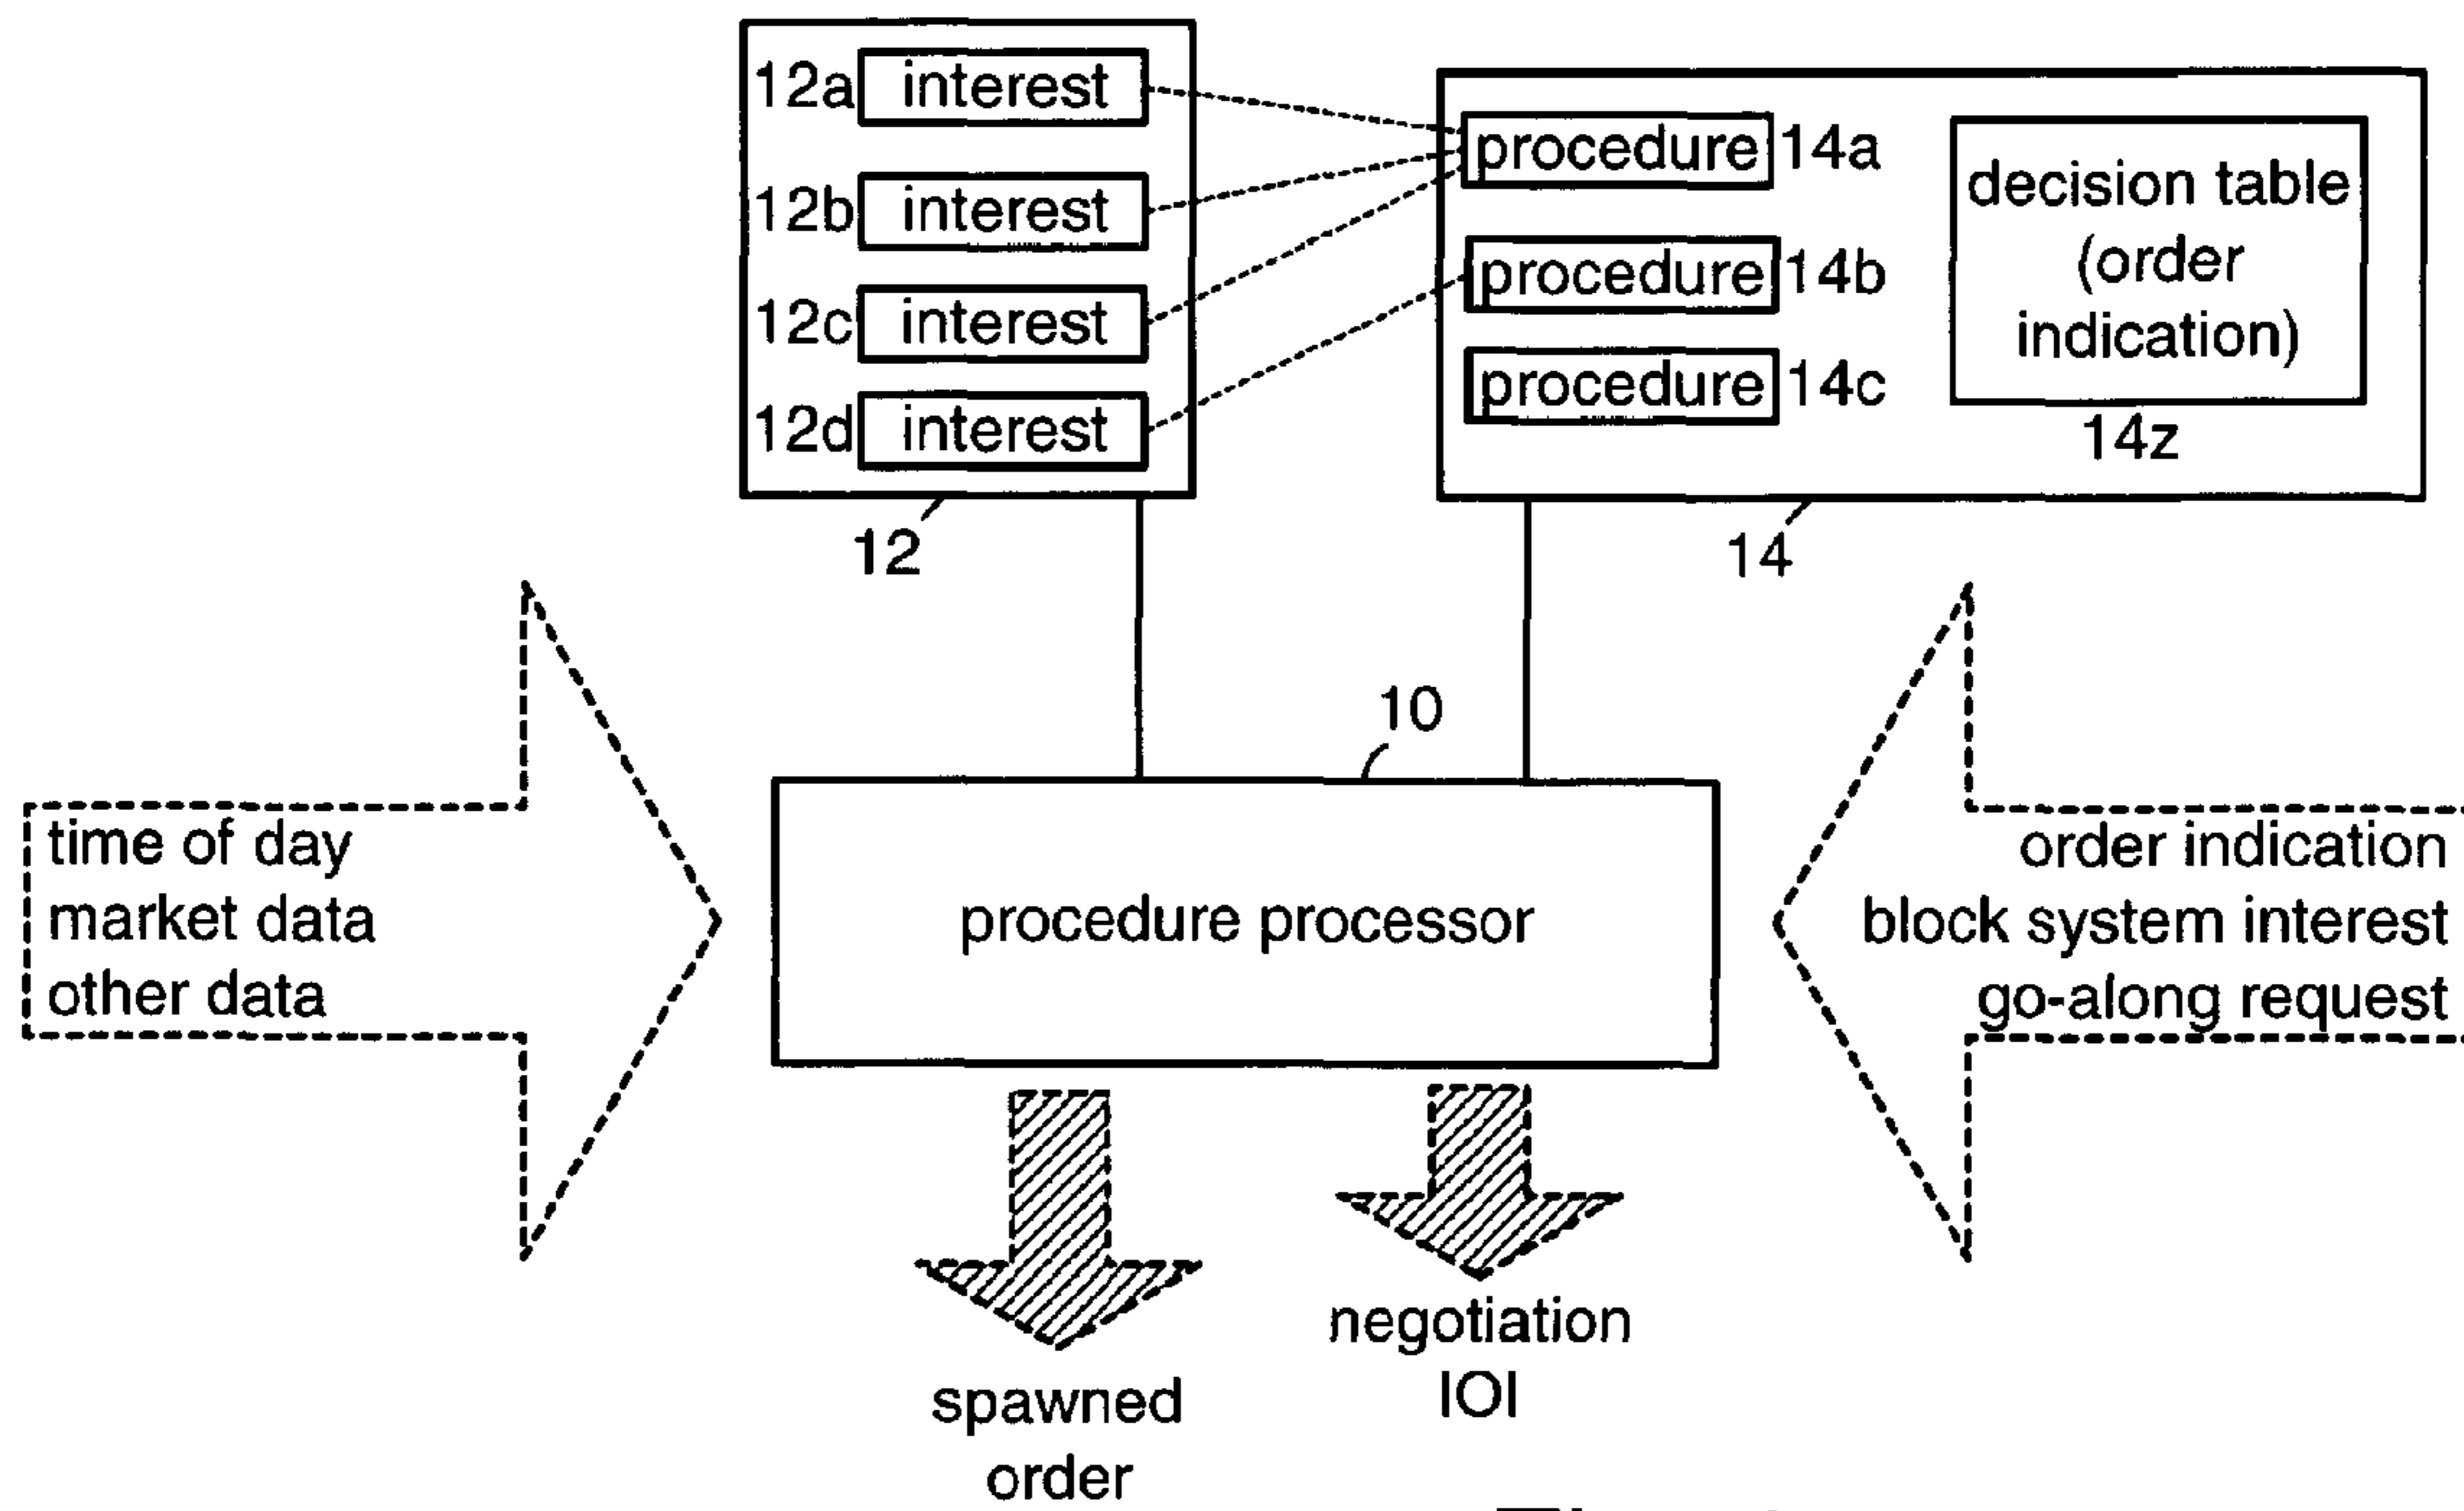 12a interest
12b interest
12c interest
12d interest
12
procedure 14a
procedure 14b
procedure 14c
decision table
(order
indication)
14z
14
10
time of day
market data
other data
procedure processor
order indication
block system interest
go-along request
spawned
order
negotiation
IOI